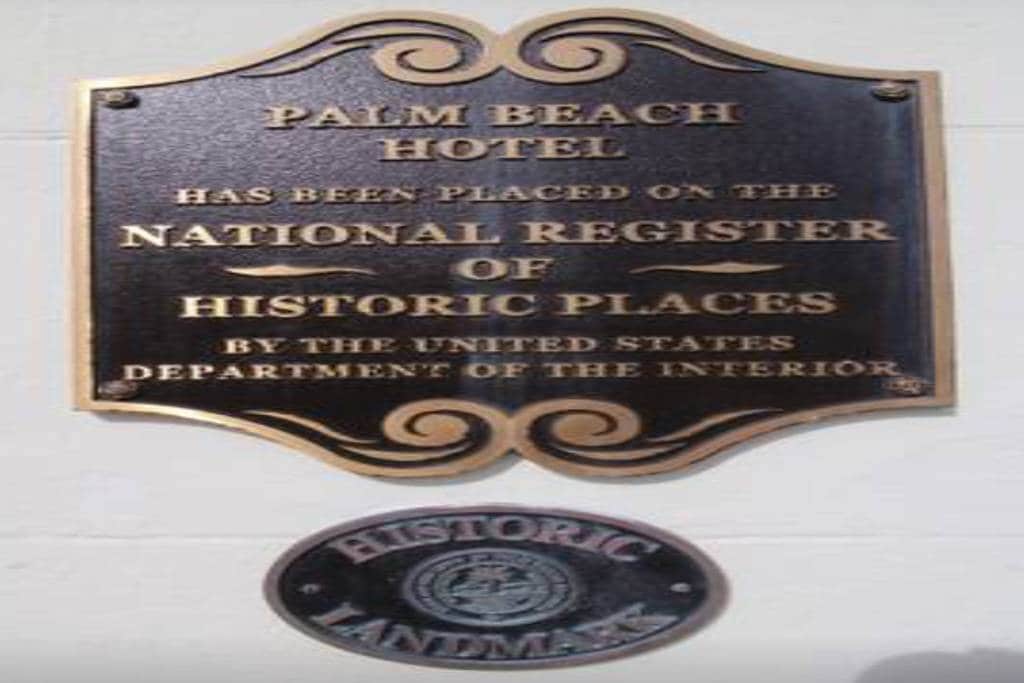 PALM BEACH
HOTEL
HAS BEEN PLACED ON THE
NATIONAL REGISTER
OF
HISTORIC PLACES
BY THE UNITED STATES
DEPARTMENT OF THE INTERIOR
HISTORIC
LANDMARK